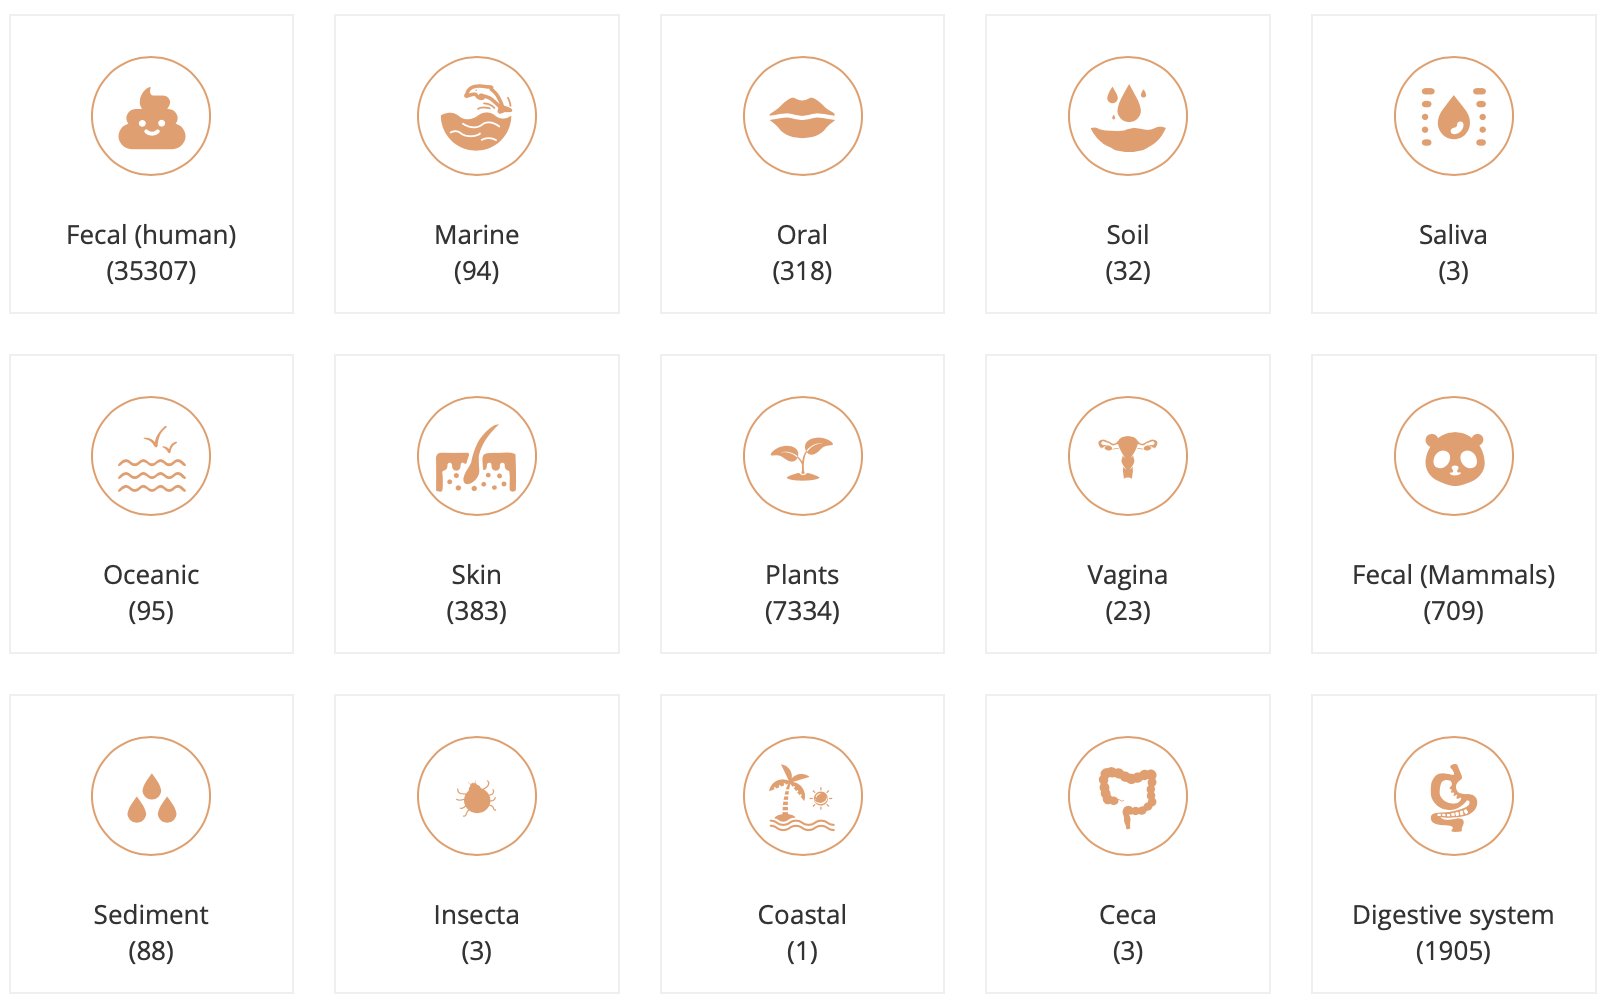 Fecal (human)
(35307)
Marine
(94)
Oral
(318)
Soil
(32)
Saliva
(3)
Oceanic
(95)
Skin
(383)
Plants
(7334)
Vagina
(23)
Fecal (Mammals)
(709)
Sediment
(88)
Insecta
(3)
Coastal
(1)
Ceca
(3)
Digestive system
(1905)